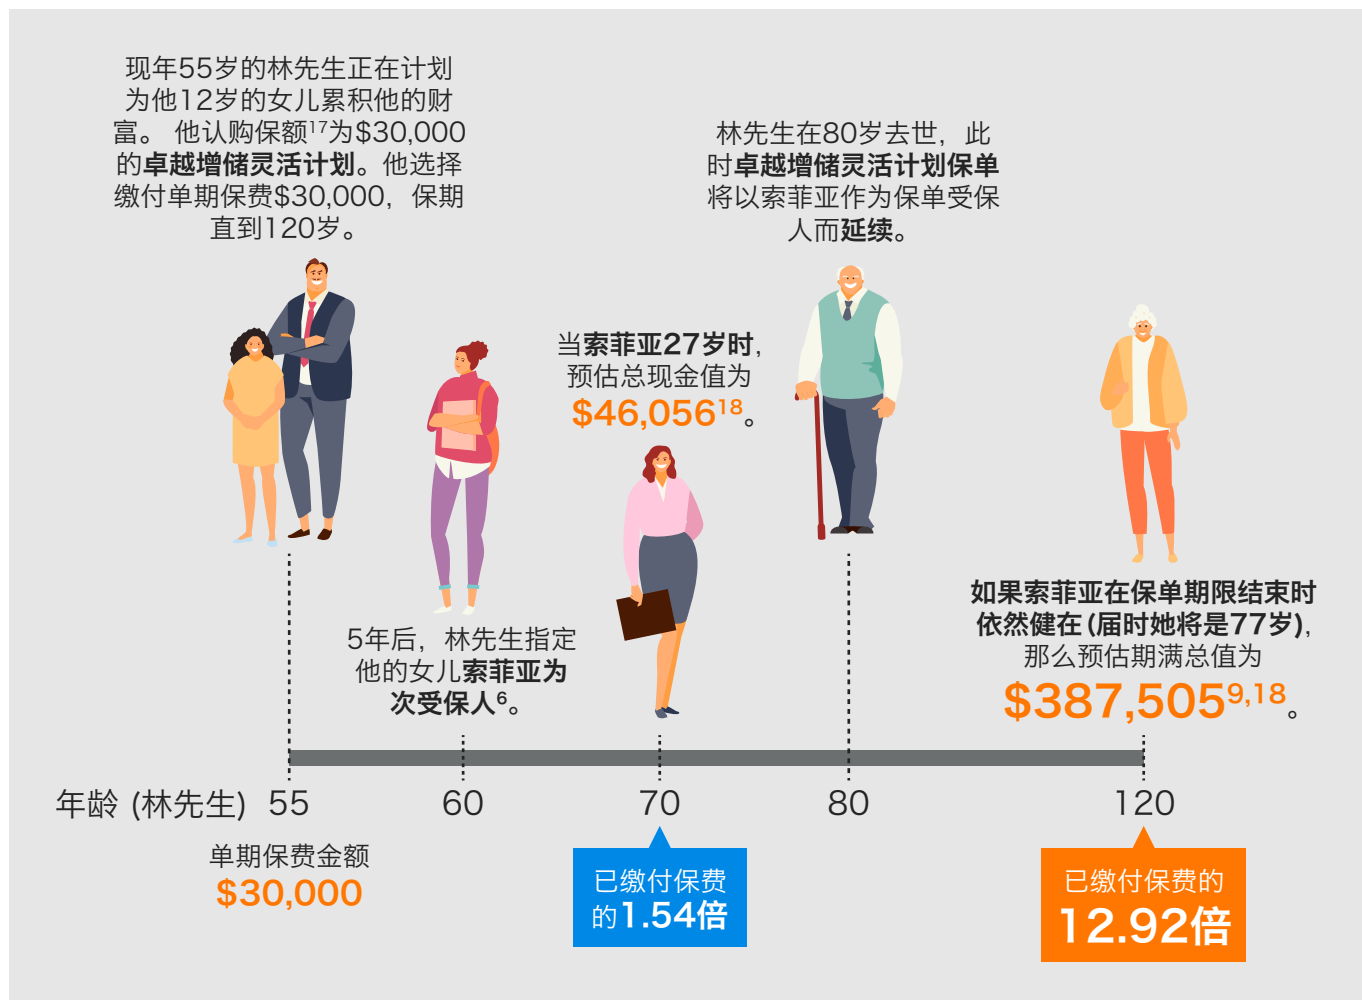 现年55岁的林先生正在计划
为他12岁的女儿累积他的财
富。 他认购保额17为$30,000
的卓越增储灵活计划。他选择
缴付单期保费$30,000，保期
直到120岁。
5年后，林先生指定
他的女儿索菲亚为
次受保人6。
当索菲亚27岁时，
预估总现金值为
$46,05618。
林先生在80岁去世，此
时卓越增储灵活计划保单
将以索菲亚作为保单受保
人而延续。
如果索菲亚在保单期限结束时
依然健在(届时她将是77岁)，
那么预估期满总值为
$387,5059,18。
年龄 (林先生) 55 60 70 80 120
单期保费金额
$30,000
已缴付保费
的1.54倍
已缴付保费的
12.92倍